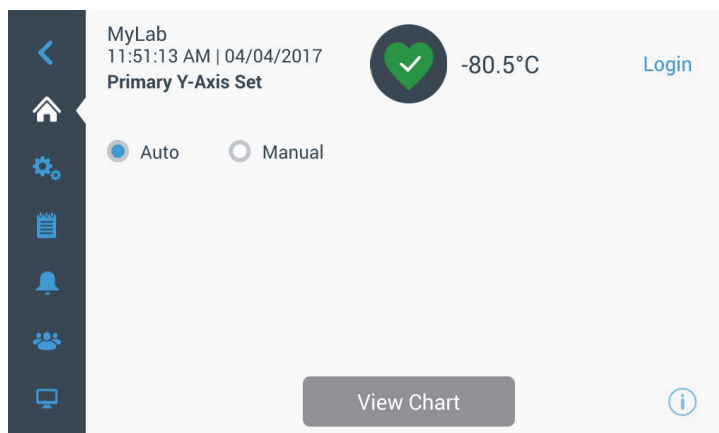 MyLab
11:51:13 AM | 04/04/2017
Primary Y-Axis Set
-80.5°C
Login
Auto
Manual
View Chart
i